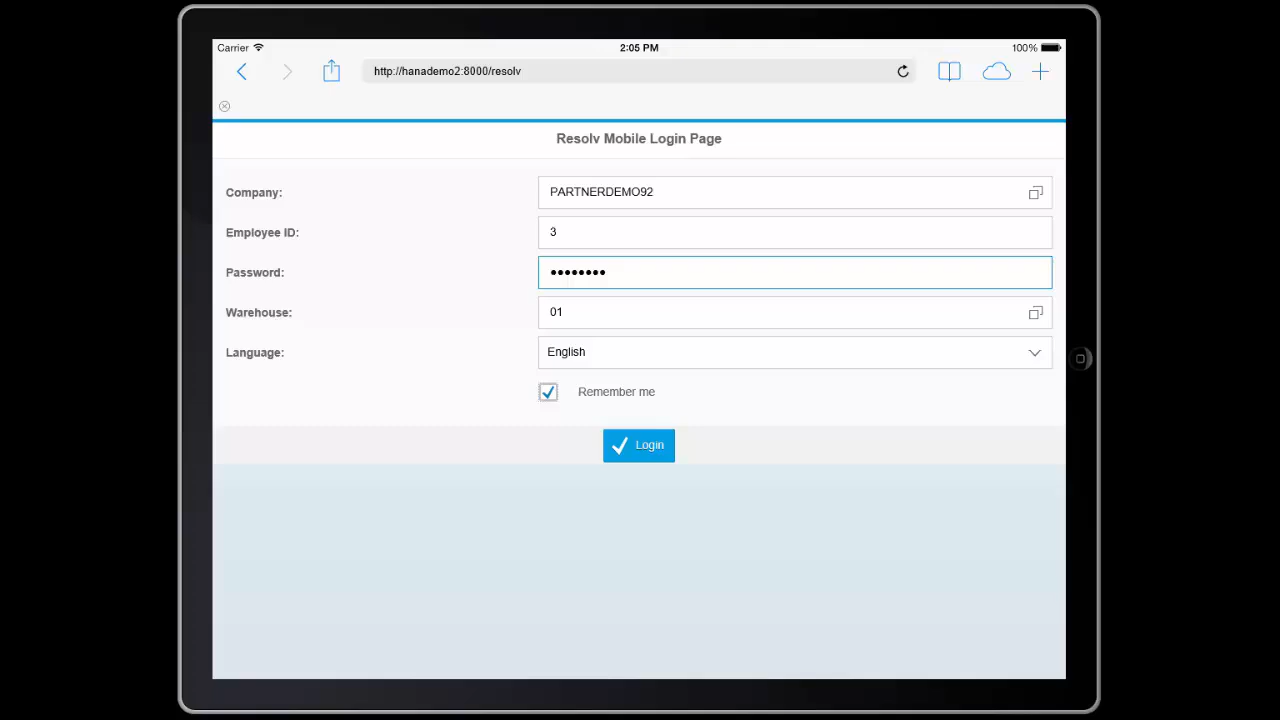 Carrier 2:05 PM 100%
http://hanademo2:8000/resolv
Resolv Mobile Login Page
Company: PARTNERDEMO92
Employee ID: 3
Password: ••••••••
Warehouse: 01
Language: English
Remember me
Login